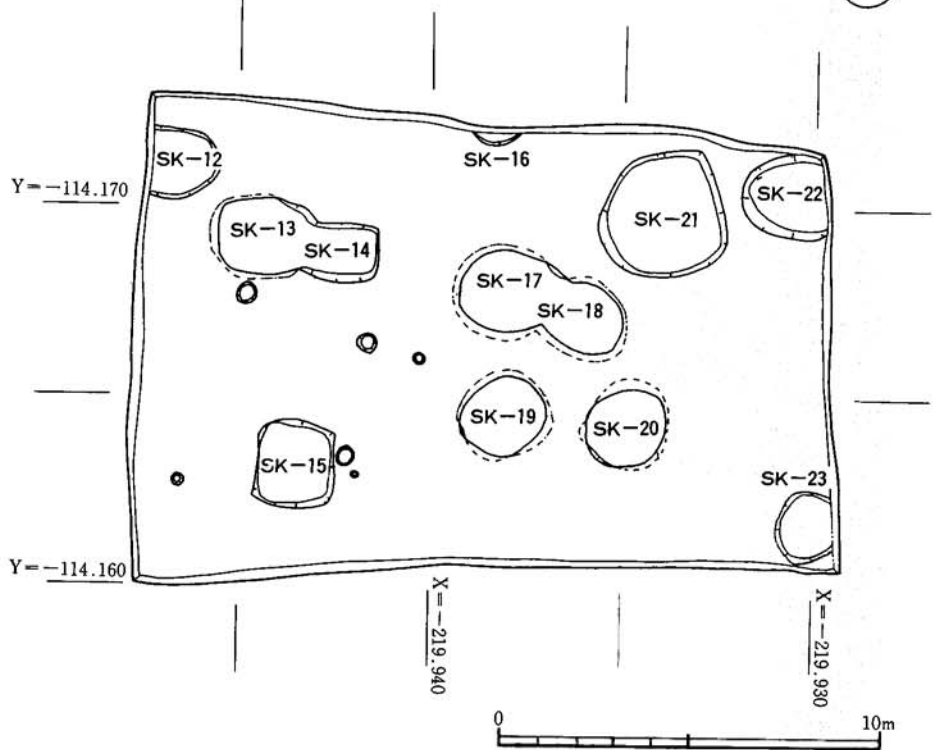 SK-12
SK-16
Y=-114.170
SK-22
SK-21
SK-13
SK-14
SK-17
SK-18
SK-19
SK-20
SK-15
SK-23
Y=-114.160
X=-219.940
X=-219.930
0 10m